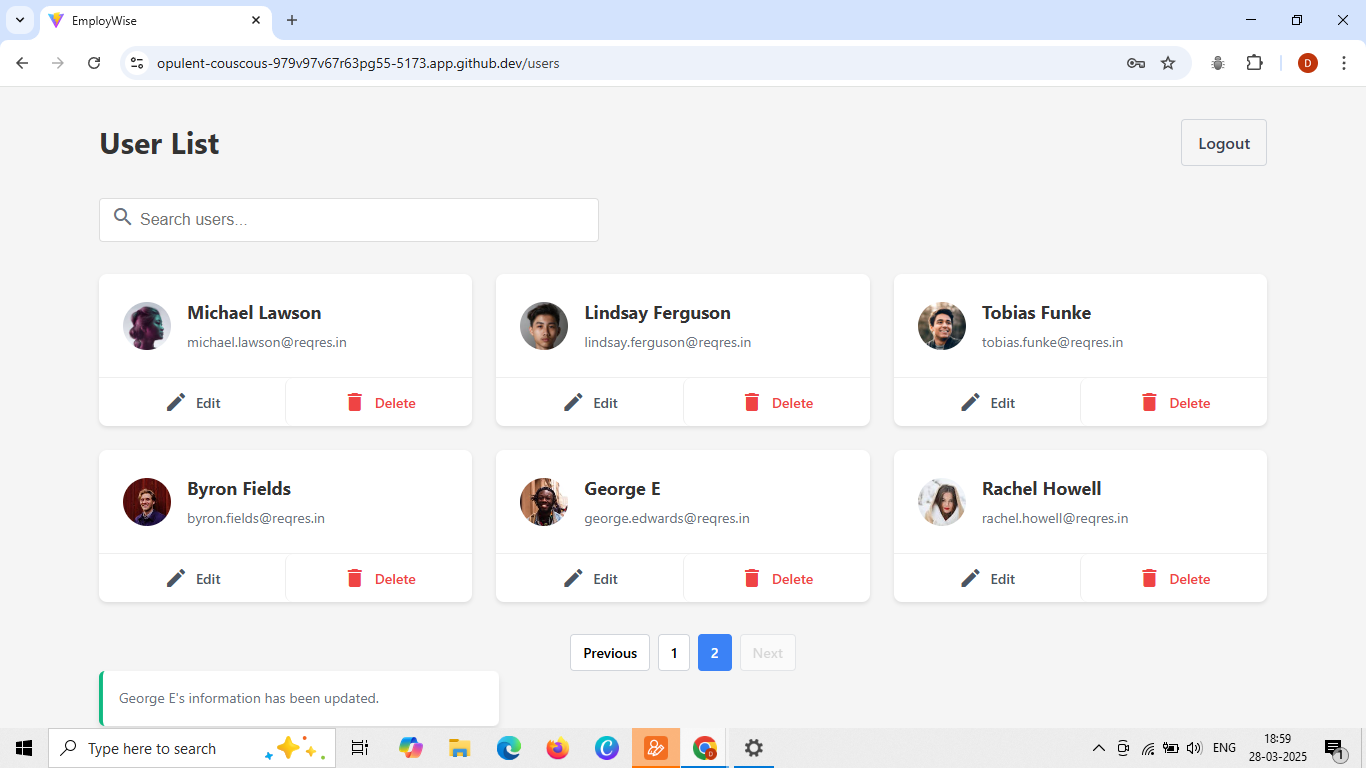 EmployWise
opulent-couscous-979v97v67r63pg55-5173.app.github.dev/users
D
User List
Logout
Search users...
Michael Lawson
michael.lawson@reqres.in
Edit
Delete
Lindsay Ferguson
lindsay.ferguson@reqres.in
Edit
Delete
Tobias Funke
tobias.funke@reqres.in
Edit
Delete
Byron Fields
byron.fields@reqres.in
Edit
Delete
George E
george.edwards@reqres.in
Edit
Delete
Rachel Howell
rachel.howell@reqres.in
Edit
Delete
Previous 1 2 Next
George E's information has been updated.
Type here to search
D
ENG
18:59
28-03-2025
1